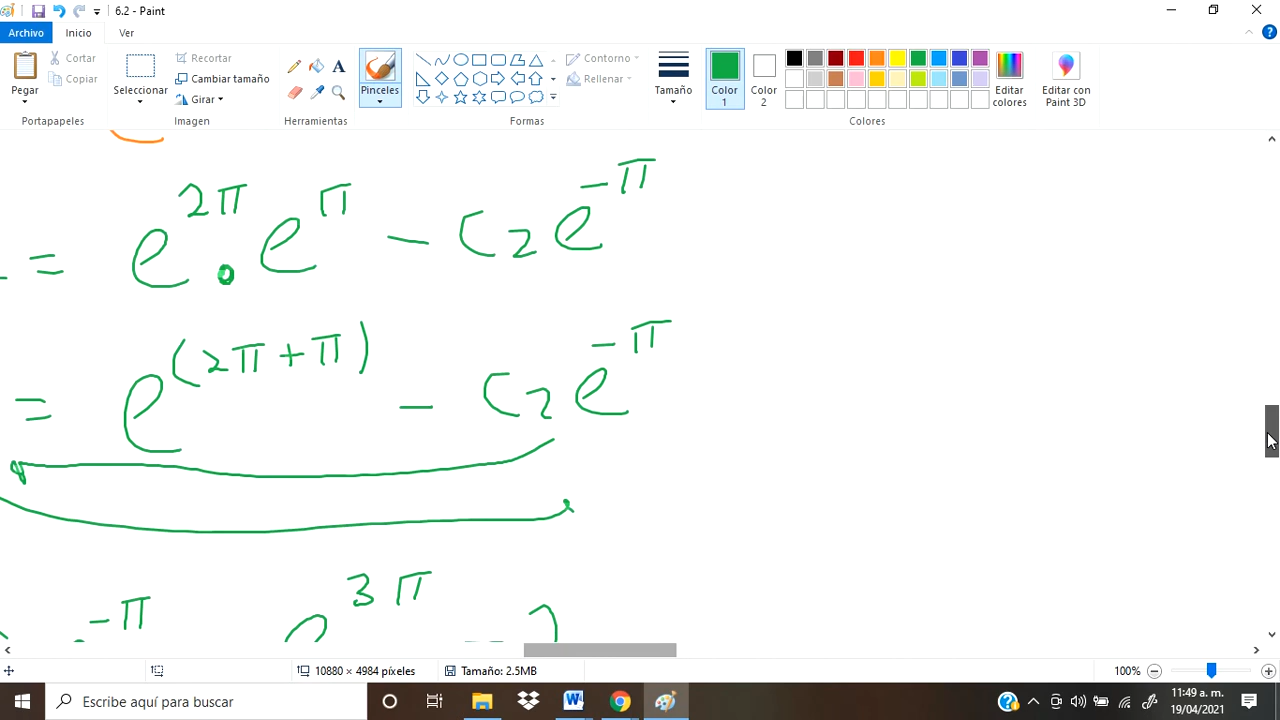 6.2 - Paint
Archivo Inicio Ver
Pegar
Cortar
Copiar
Portapapeles
Seleccionar
Recortar
Cambiar tamaño
Girar
Imagen
A
Herramientas
Pinceles
Contorno
Rellenar
Formas
Tamaño
Color 1
Color 2
Editar colores
Editar con Paint 3D
Colores
= e^{2π} . e^{π} - C₂ e^{-π}
= e^{(2π + π)} - C₂ e^{-π}
-π 3π
10880 × 4984 píxeles Tamaño: 2.5MB 100%
Escribe aquí para buscar
11:49 a. m.
19/04/2021